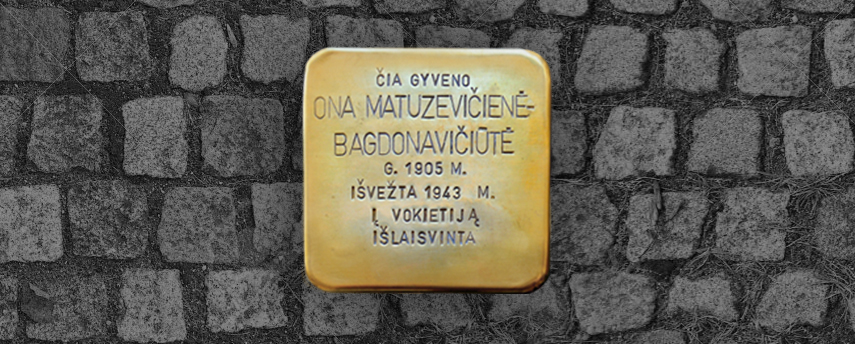 ČIA GYVENO
ONA MATUZEVIČIENĖ-
BAGDONAVIČIŪTĖ
G. 1905 M.
IŠVEŽTA 1943 M.
Į VOKIETIJĄ
IŠLAISVINTA